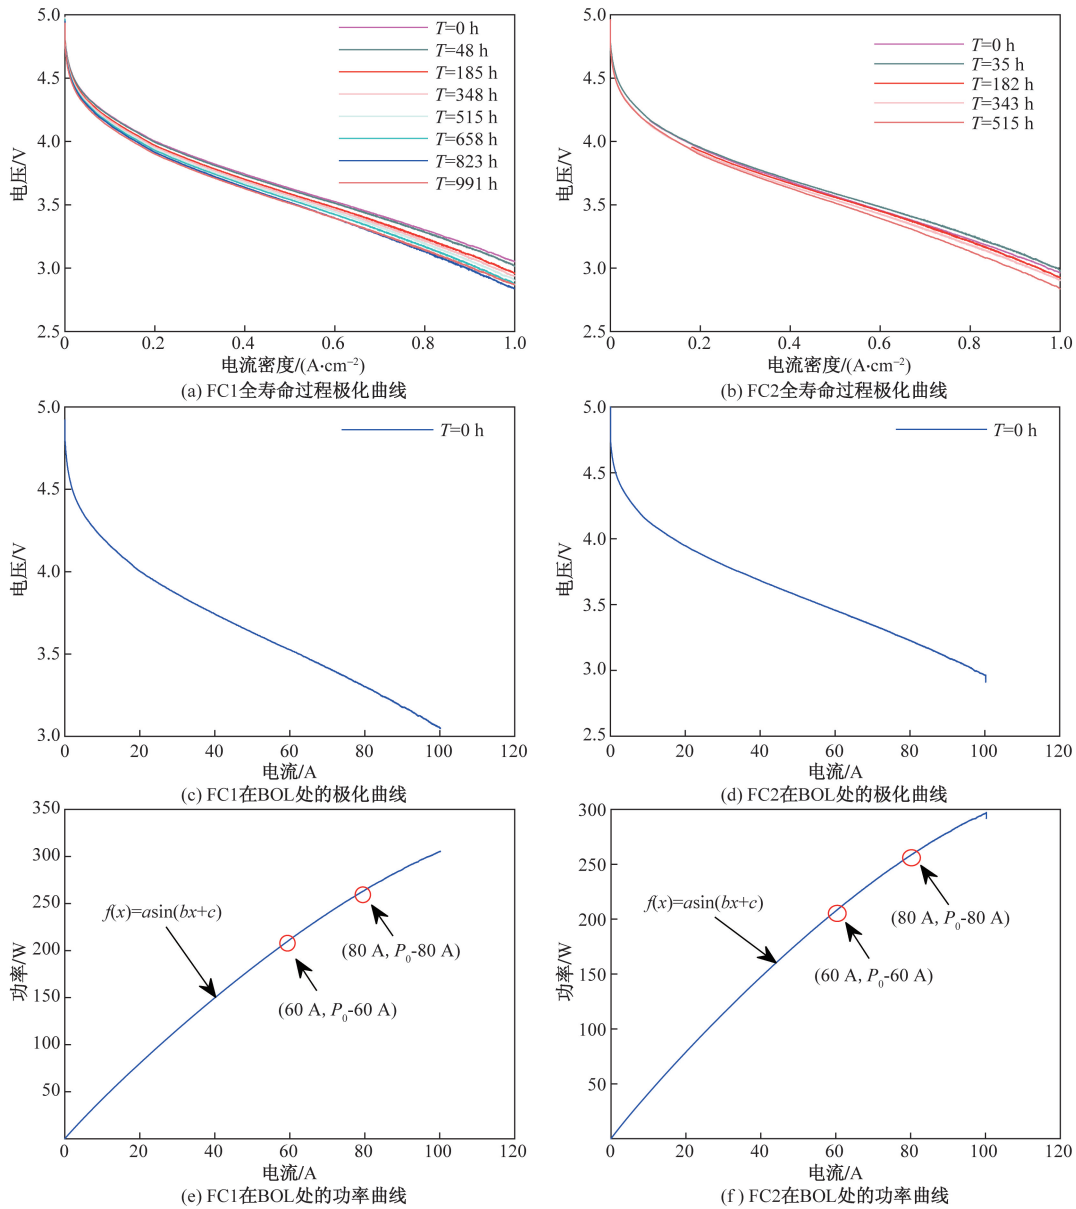 5.0
4.5
4.0
3.5
3.0
2.5
电压/V
T=0 h
T=48 h
T=185 h
T=348 h
T=515 h
T=658 h
T=823 h
T=991 h
0
0.2
0.4
0.6
0.8
1.0
电流密度/(A·cm⁻²)
(a) FC1全寿命过程极化曲线
5.0
4.5
4.0
3.5
3.0
2.5
电压/V
T=0 h
T=35 h
T=182 h
T=343 h
T=515 h
0
0.2
0.4
0.6
0.8
1.0
电流密度/(A·cm⁻²)
(b) FC2全寿命过程极化曲线
5.0
4.5
4.0
3.5
3.0
电压/V
T=0 h
0
20
40
60
80
100
120
电流/A
(c) FC1在BOL处的极化曲线
5.0
4.5
4.0
3.5
3.0
2.5
电压/V
T=0 h
0
20
40
60
80
100
120
电流/A
(d) FC2在BOL处的极化曲线
350
300
250
200
150
100
50
功率/W
f(x)=asin(bx+c)
(80 A, P₀-80 A)
(60 A, P₀-60 A)
0
20
40
60
80
100
120
电流/A
(e) FC1在BOL处的功率曲线
300
250
200
150
100
50
功率/W
f(x)=asin(bx+c)
(80 A, P₀-80 A)
(60 A, P₀-60 A)
0
20
40
60
80
100
120
电流/A
(f) FC2在BOL处的功率曲线